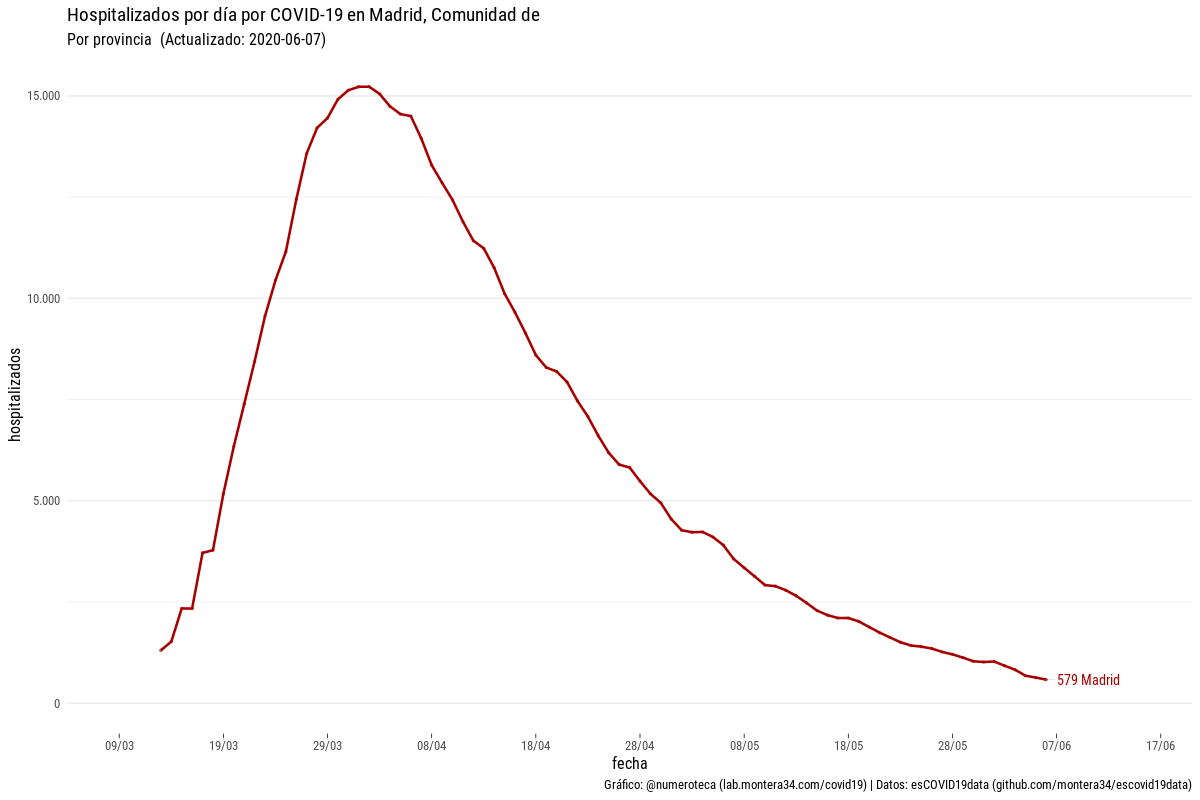 Hospitalizados por día por COVID-19 en Madrid, Comunidad de
Por provincia  (Actualizado: 2020-06-07)
hospitalizados
15.000
10.000
5.000
0
579 Madrid
09/03 19/03 29/03 08/04 18/04 28/04 08/05 18/05 28/05 07/06 17/06
fecha
Gráfico: @numeroteca (lab.montera34.com/covid19) | Datos: esCOVID19data (github.com/montera34/escovid19data)